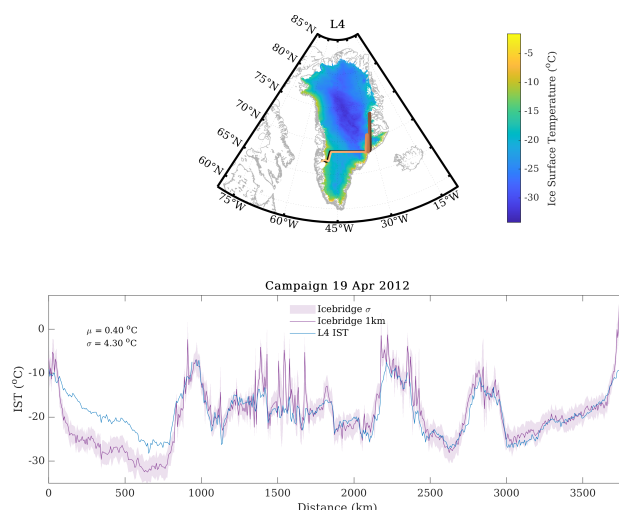 L4
85°N
80°N
75°N
70°N
65°N
60°N
75°W
60°W
45°W
30°W
15°W
-5
-10
-15
-20
-25
-30
Ice Surface Temperature (°C)
Campaign 19 Apr 2012
μ = 0.40 °C
σ = 4.30 °C
Icebridge σ
Icebridge 1km
L4 IST
0
-10
-20
-30
IST (°C)
0 500 1000 1500 2000 2500 3000 3500
Distance (km)